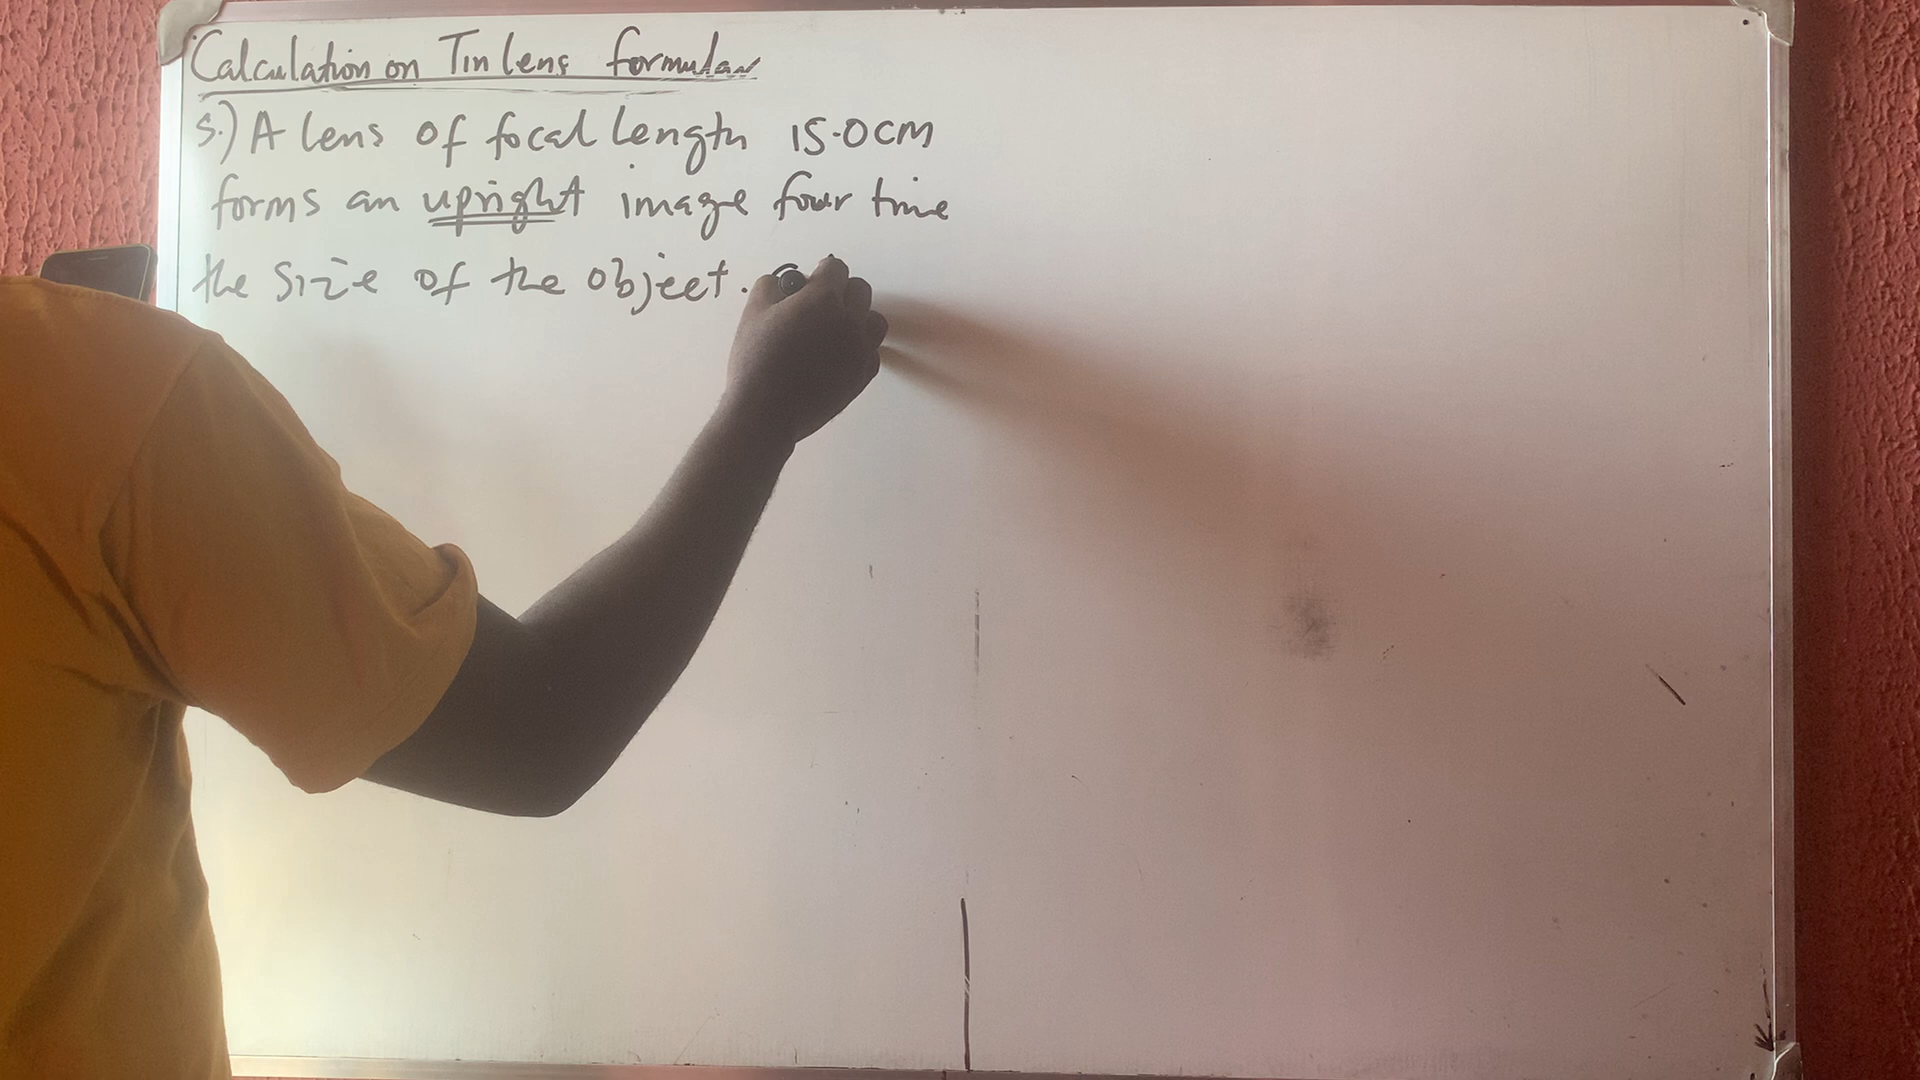 Calculation on Tin lens formular
5.) A lens of focal length 15.0cm
forms an upright image four time
the size of the object.